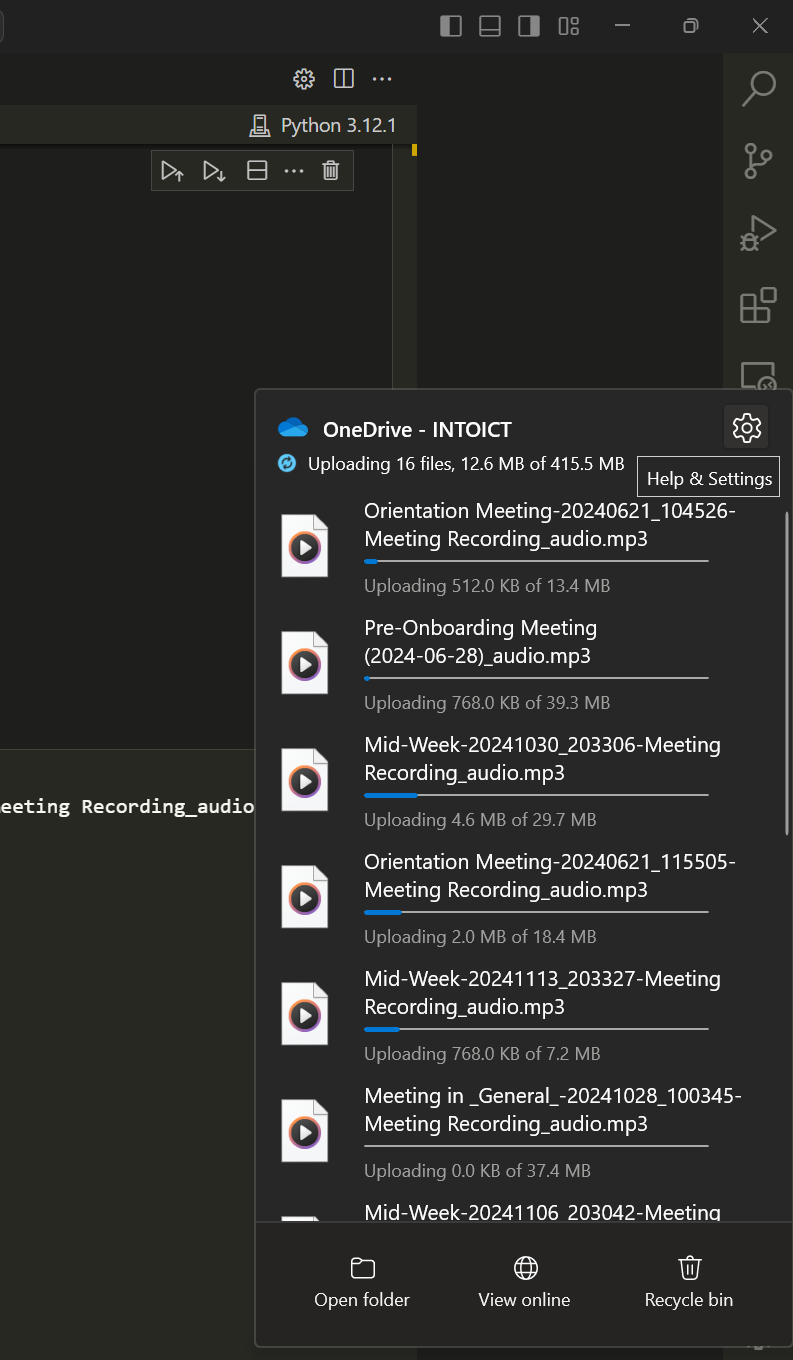 Python 3.12.1
OneDrive - INTOICT
Uploading 16 files, 12.6 MB of 415.5 MB
Help & Settings
Orientation Meeting-20240621_104526-
Meeting Recording_audio.mp3
Uploading 512.0 KB of 13.4 MB
Pre-Onboarding Meeting
(2024-06-28)_audio.mp3
Uploading 768.0 KB of 39.3 MB
Mid-Week-20241030_203306-Meeting
Recording_audio.mp3
Uploading 4.6 MB of 29.7 MB
eeting Recording_audio
Orientation Meeting-20240621_115505-
Meeting Recording_audio.mp3
Uploading 2.0 MB of 18.4 MB
Mid-Week-20241113_203327-Meeting
Recording_audio.mp3
Uploading 768.0 KB of 7.2 MB
Meeting in _General_-20241028_100345-
Meeting Recording_audio.mp3
Uploading 0.0 KB of 37.4 MB
Mid-Week-20241106_203042-Meeting
Open folder
View online
Recycle bin